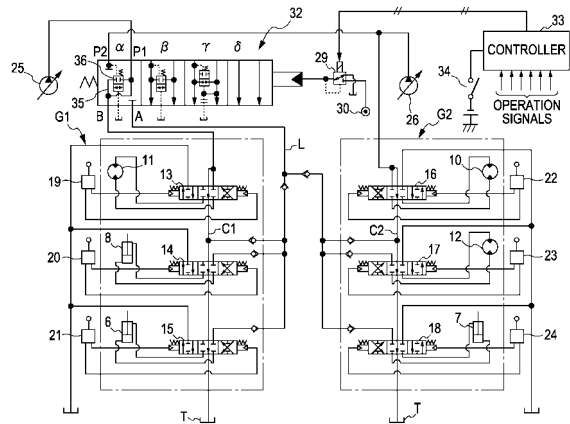 32
33
P2 α P1 β γ δ
29
CONTROLLER
36
25
34
35
26
30
B A
OPERATION
SIGNALS
G1
G2
L
11
10
19
13
16
22
C1
C2
8
12
20
14
17
23
6
7
21
15
18
24
T
T